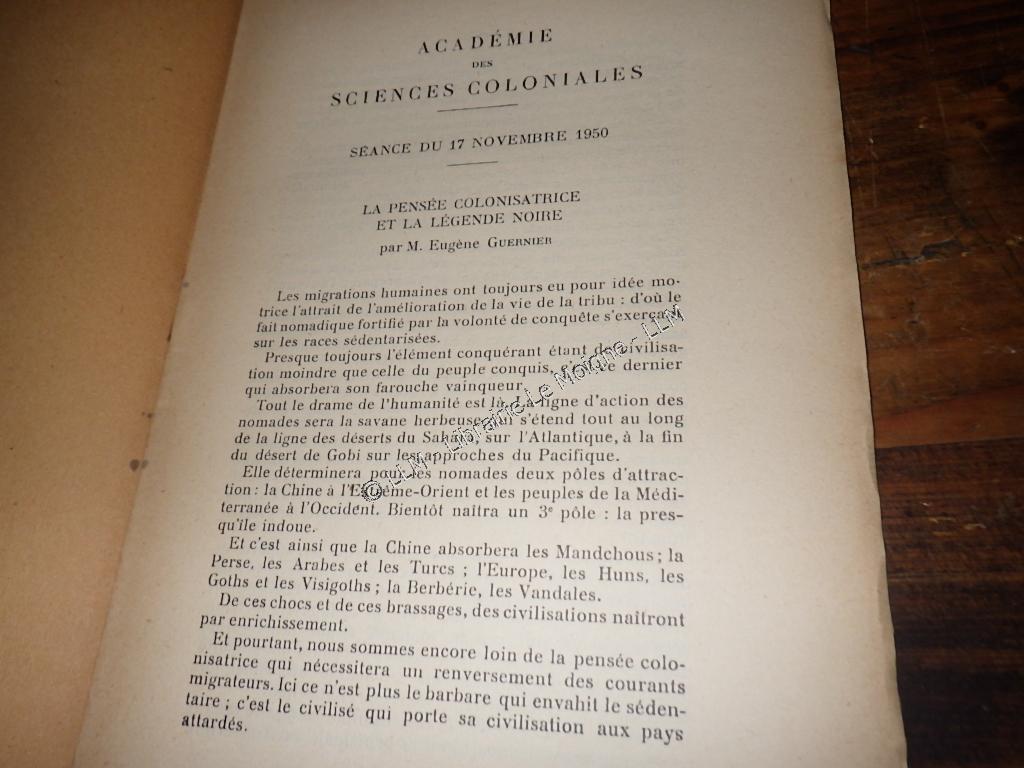 ACADÉMIE
DES
SCIENCES COLONIALES
SÉANCE DU 17 NOVEMBRE 1950
LA PENSÉE COLONISATRICE
ET LA LÉGENDE NOIRE
par M. Eugène GUERNIER
Les migrations humaines ont toujours eu pour idée mo-
trice l'attrait de l'amélioration de la vie de la tribu : d'où le
fait nomadique fortifié par la volonté de conquête s'exerçant
sur les races sédentarisées.
Presque toujours l'élément conquérant étant de civilisa-
tion moindre que celle du peuple conquis, c'est ce dernier
qui absorbera son farouche vainqueur.
Tout le drame de l'humanité est là. La ligne d'action des
nomades sera la savane herbeuse qui s'étend tout au long
de la ligne des déserts du Sahara, sur l'Atlantique, à la fin
du désert de Gobi sur les approches du Pacifique.
Elle déterminera pour les nomades deux pôles d'attrac-
tion : la Chine à l'Extrême-Orient et les peuples de la Médi-
terranée à l'Occident. Bientôt naîtra un 3e pôle : la pres-
qu'île indoue.
Et c'est ainsi que la Chine absorbera les Mandchous ; la
Perse, les Arabes et les Turcs ; l'Europe, les Huns, les
Goths et les Visigoths ; la Berbérie, les Vandales.
De ces chocs et de ces brassages, des civilisations naîtront
par enrichissement.
Et pourtant, nous sommes encore loin de la pensée colo-
nisatrice qui nécessitera un renversement des courants
migrateurs. Ici ce n'est plus le barbare qui envahit le séden-
taire ; c'est le civilisé qui porte sa civilisation aux pays
attardés.
© LLM - Librairie Le Moigne - LLM